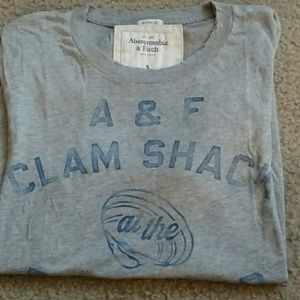 Abercrombie
& Fitch
A & F
CLAM SHACK
at the